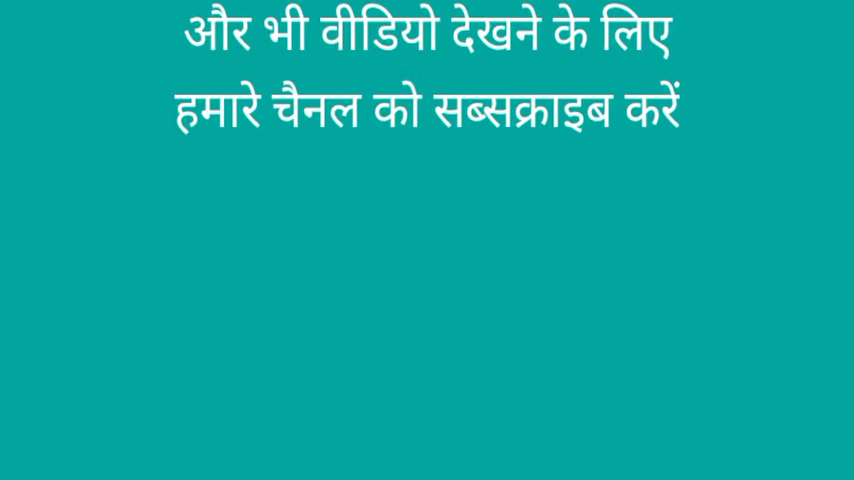 और भी वीडियो देखने के लिए
हमारे चैनल को सब्सक्राइब करें